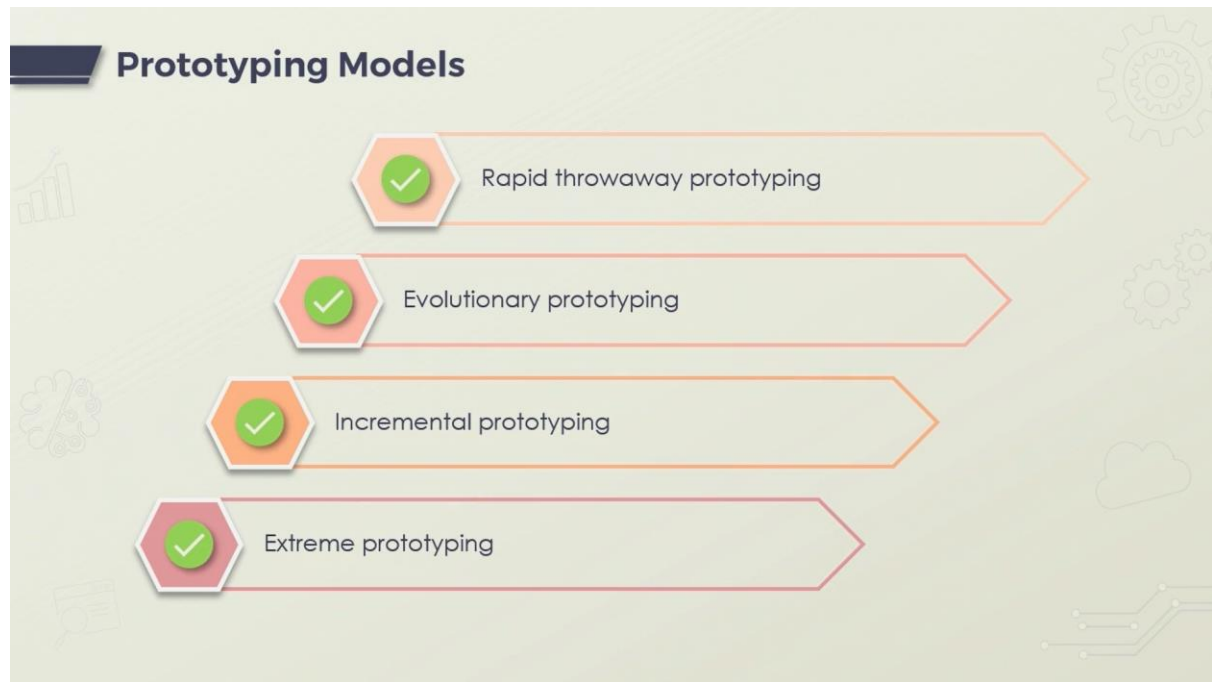 Prototyping Models
Rapid throwaway prototyping
Evolutionary prototyping
Incremental prototyping
Extreme prototyping